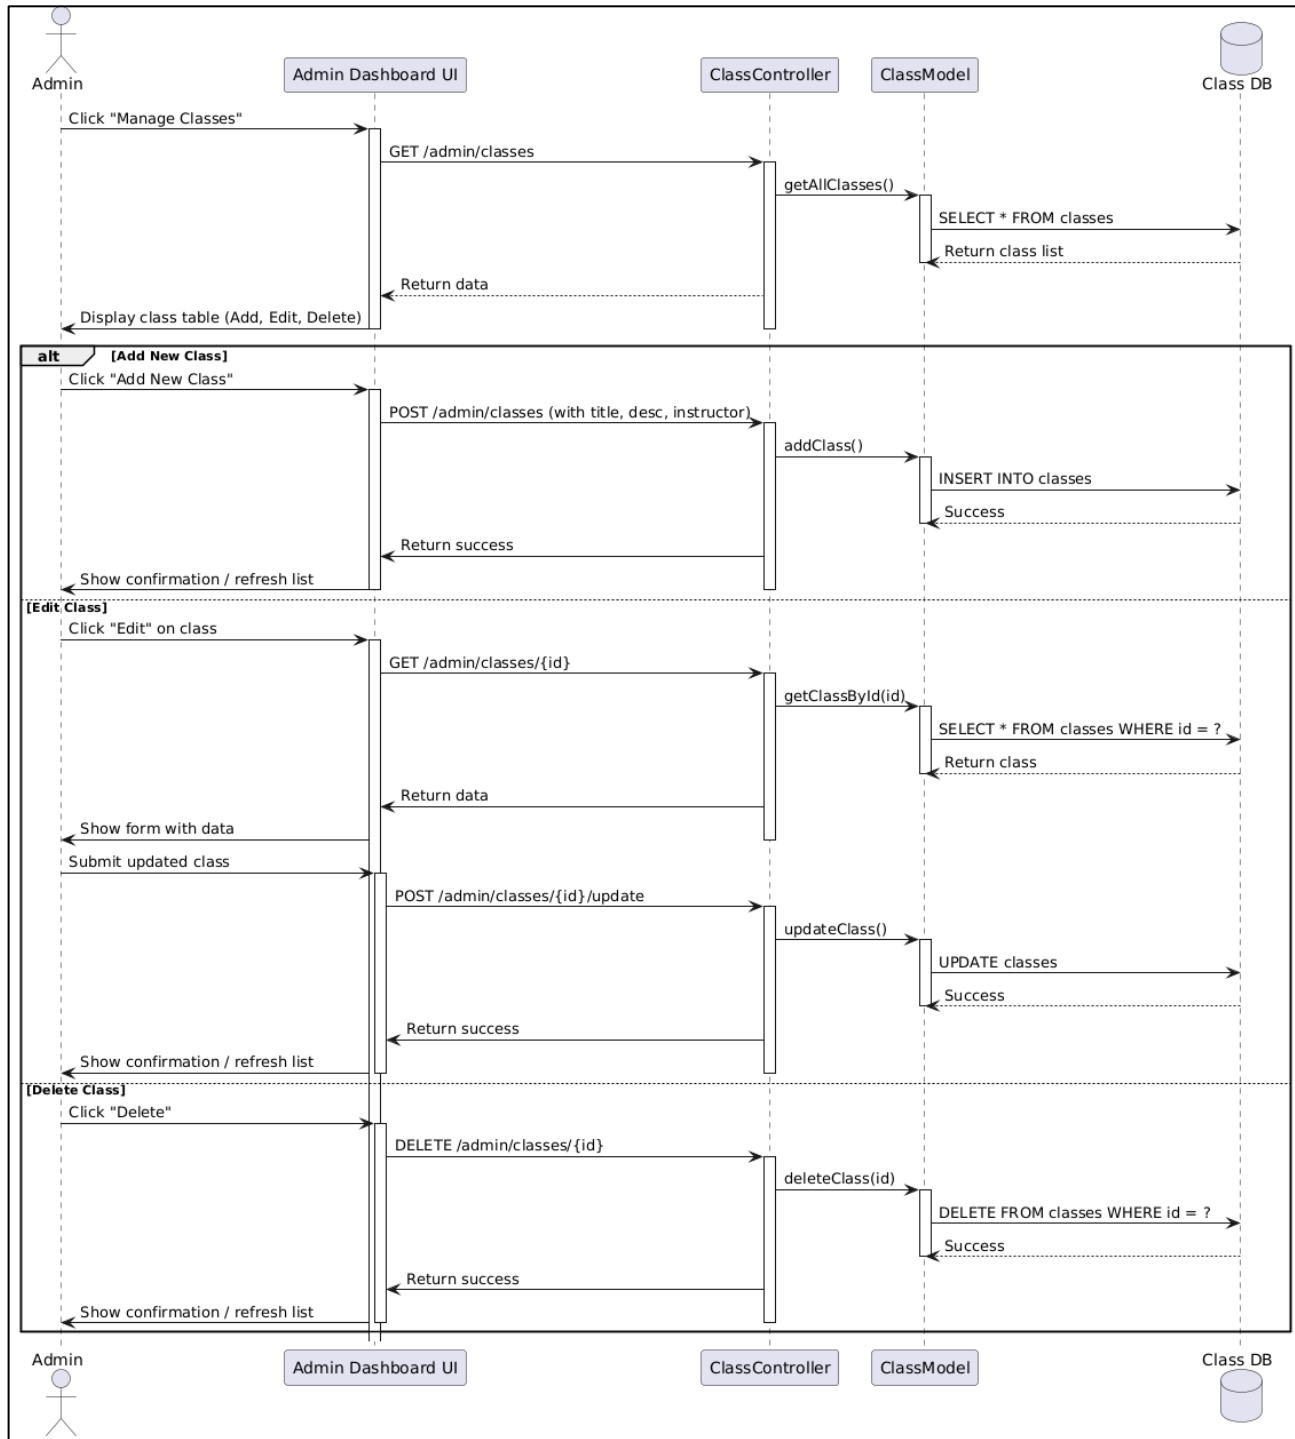 Admin
Admin Dashboard UI
ClassController
ClassModel
Class DB
Click "Manage Classes"
GET /admin/classes
getAllClasses()
SELECT * FROM classes
Return class list
Return data
Display class table (Add, Edit, Delete)
alt
[Add New Class]
Click "Add New Class"
POST /admin/classes (with title, desc, instructor)
addClass()
INSERT INTO classes
Success
Return success
Show confirmation / refresh list
[Edit Class]
Click "Edit" on class
GET /admin/classes/{id}
getClassById(id)
SELECT * FROM classes WHERE id = ?
Return class
Return data
Show form with data
Submit updated class
POST /admin/classes/{id}/update
updateClass()
UPDATE classes
Success
Return success
Show confirmation / refresh list
[Delete Class]
Click "Delete"
DELETE /admin/classes/{id}
deleteClass(id)
DELETE FROM classes WHERE id = ?
Success
Return success
Show confirmation / refresh list
Admin
Admin Dashboard UI
ClassController
ClassModel
Class DB